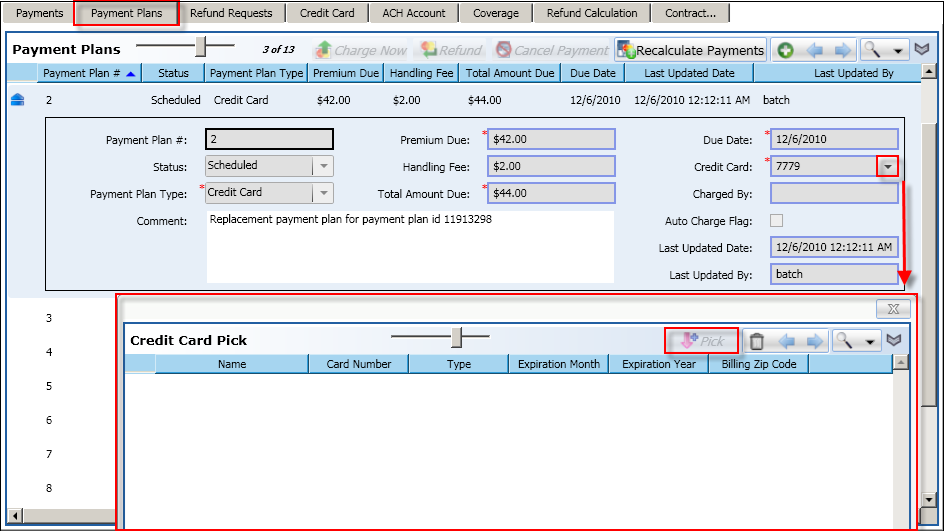 Payments Payment Plans Refund Requests Credit Card ACH Account Coverage Refund Calculation Contract...
Payment Plans 3 of 13 Charge Now Refund Cancel Payment Recalculate Payments
Payment Plan # Status Payment Plan Type Premium Due Handling Fee Total Amount Due Due Date Last Updated Date Last Updated By
2 Scheduled Credit Card $42.00 $2.00 $44.00 12/6/2010 12/6/2010 12:12:11 AM batch
Payment Plan #: 2 Premium Due: * $42.00 Due Date: * 12/6/2010
Status: Scheduled Handling Fee: $2.00 Credit Card: * 7779
Payment Plan Type: * Credit Card Total Amount Due: * $44.00 Charged By:
Comment: Replacement payment plan for payment plan id 11913298 Auto Charge Flag:
Last Updated Date: 12/6/2010 12:12:11 AM
Last Updated By: batch
3
X
Credit Card Pick Pick
4
Name Card Number Type Expiration Month Expiration Year Billing Zip Code
5
6
7
8